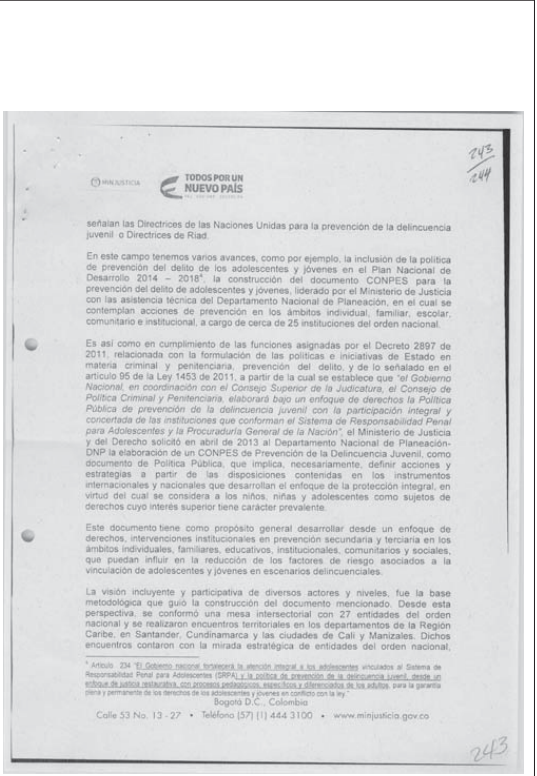 243
244
MINJUSTICIA
TODOS POR UN
NUEVO PAÍS
señalan las Directrices de las Naciones Unidas para la prevención de la delincuencia
juvenil o Directrices de Riad.
En este campo tenemos varios avances, como por ejemplo, la inclusión de la política
de prevención del delito de los adolescentes y jóvenes en el Plan Nacional de
Desarrollo 2014 – 2018⁴, la construcción del documento CONPES para la
prevención del delito de adolescentes y jóvenes, liderado por el Ministerio de Justicia
con las asistencia técnica del Departamento Nacional de Planeación, en el cual se
contemplan acciones de prevención en los ámbitos individual, familiar, escolar,
comunitario e institucional, a cargo de cerca de 25 instituciones del orden nacional.
Es así como en cumplimiento de las funciones asignadas por el Decreto 2897 de
2011, relacionada con la formulación de las políticas e iniciativas de Estado en
materia criminal y penitenciaria, prevención del delito, y de lo señalado en el
artículo 95 de la Ley 1453 de 2011, a partir de la cual se establece que "el Gobierno
Nacional, en coordinación con el Consejo Superior de la Judicatura, el Consejo de
Política Criminal y Penitenciaria, elaborará bajo un enfoque de derechos la Política
Pública de prevención de la delincuencia juvenil con la participación integral y
concertada de las instituciones que conforman el Sistema de Responsabilidad Penal
para Adolescentes y la Procuraduría General de la Nación", el Ministerio de Justicia
y del Derecho solicitó en abril de 2013 al Departamento Nacional de Planeación-
DNP la elaboración de un CONPES de Prevención de la Delincuencia Juvenil, como
documento de Política Pública, que implica, necesariamente, definir acciones y
estrategias a partir de las disposiciones contenidas en los instrumentos
internacionales y nacionales que desarrollan el enfoque de la protección integral, en
virtud del cual se considera a los niños, niñas y adolescentes como sujetos de
derechos cuyo interés superior tiene carácter prevalente.
Este documento tiene como propósito general desarrollar desde un enfoque de
derechos, intervenciones institucionales en prevención secundaria y terciaria en los
ámbitos individuales, familiares, educativos, institucionales, comunitarios y sociales,
que puedan influir en la reducción de los factores de riesgo asociados a la
vinculación de adolescentes y jóvenes en escenarios delincuenciales.
La visión incluyente y participativa de diversos actores y niveles, fue la base
metodológica que guió la construcción del documento mencionado. Desde esta
perspectiva, se conformó una mesa intersectorial con 27 entidades del orden
nacional y se realizaron encuentros territoriales en los departamentos de la Región
Caribe, en Santander, Cundinamarca y las ciudades de Cali y Manizales. Dichos
encuentros contaron con la mirada estratégica de entidades del orden nacional,
⁴ Artículo 234 "El Gobierno nacional fortalecerá la atención integral a los adolescentes vinculados al Sistema de
Responsabilidad Penal para Adolescentes (SRPA) y la política de prevención de la delincuencia juvenil, desde un
enfoque de justicia restaurativa, con procesos pedagógicos, específicos y diferenciados de los adultos, para la garantía
plena y permanente de los derechos de los adolescentes y jóvenes en conflicto con la ley."
Bogotá D.C., Colombia
Calle 53 No. 13 - 27 • Teléfono (57) (1) 444 3100 • www.minjusticia.gov.co
243